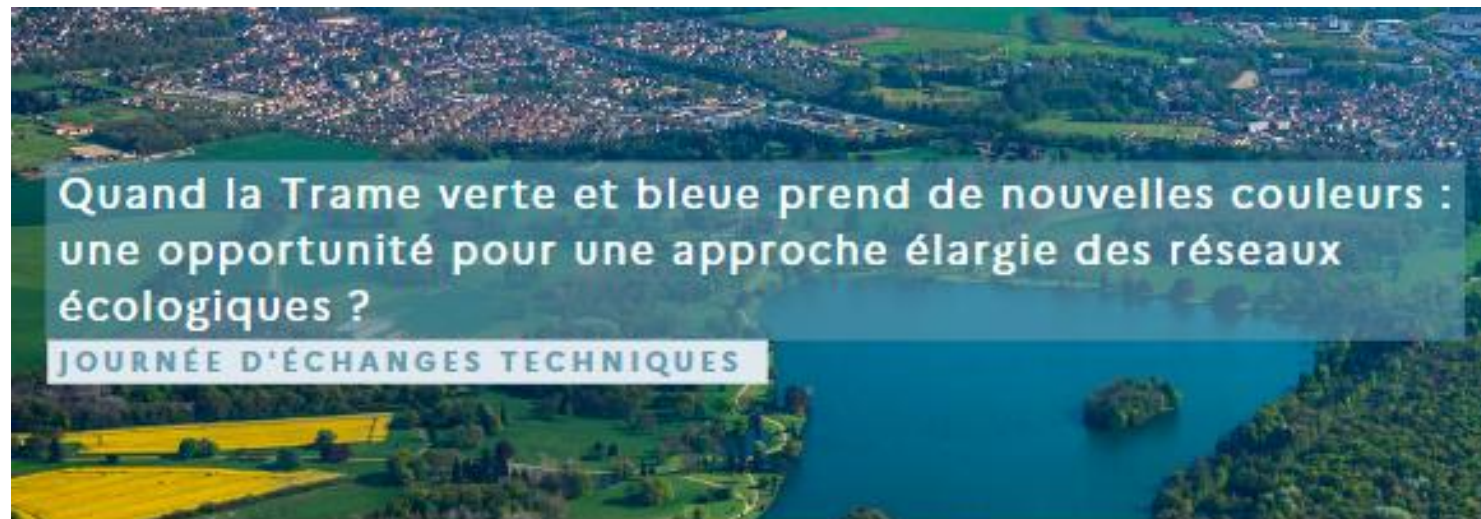 Quand la Trame verte et bleue prend de nouvelles couleurs :
une opportunité pour une approche élargie des réseaux
écologiques ?
JOURNÉE D'ÉCHANGES TECHNIQUES